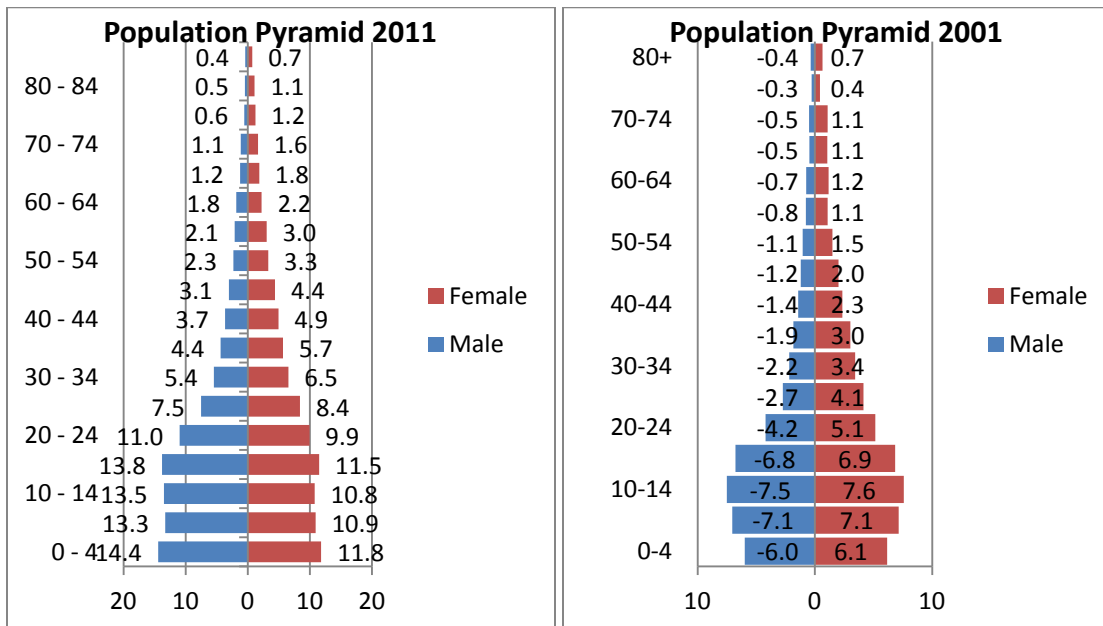 Population Pyramid 2011
0.4 0.7
80 - 84 0.5 1.1
0.6 1.2
70 - 74 1.1 1.6
1.2 1.8
60 - 64 1.8 2.2
2.1 3.0
50 - 54 2.3 3.3
3.1 4.4
40 - 44 3.7 4.9
4.4 5.7
30 - 34 5.4 6.5
7.5 8.4
20 - 24 11.0 9.9
13.8 11.5
10 - 14 13.5 10.8
13.3 10.9
0 - 4 14.4 11.8
20 10 0 10 20
Female
Male
Population Pyramid 2001
80+ -0.4 0.7
-0.3 0.4
70-74 -0.5 1.1
-0.5 1.1
60-64 -0.7 1.2
-0.8 1.1
50-54 -1.1 1.5
-1.2 2.0
40-44 -1.4 2.3
-1.9 3.0
30-34 -2.2 3.4
-2.7 4.1
20-24 -4.2 5.1
-6.8 6.9
10-14 -7.5 7.6
-7.1 7.1
0-4 -6.0 6.1
10 0 10
Female
Male